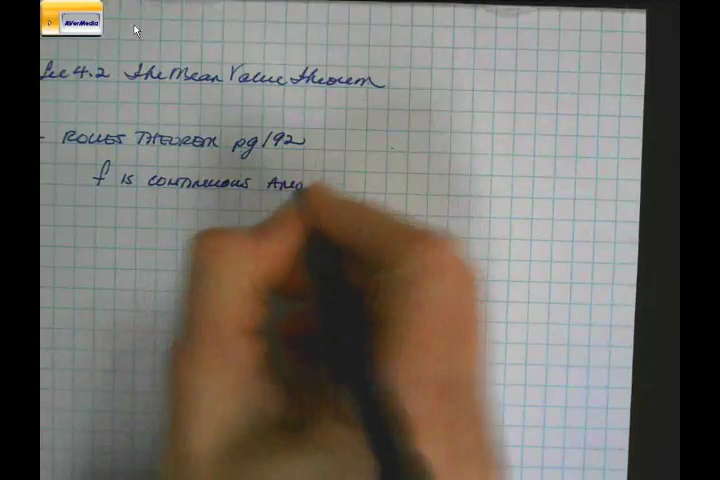 AVerMedia
Sec 4.2 The Mean Value Theorem
- ROLLES THEOREM pg 192
f IS CONTINUOUS AND